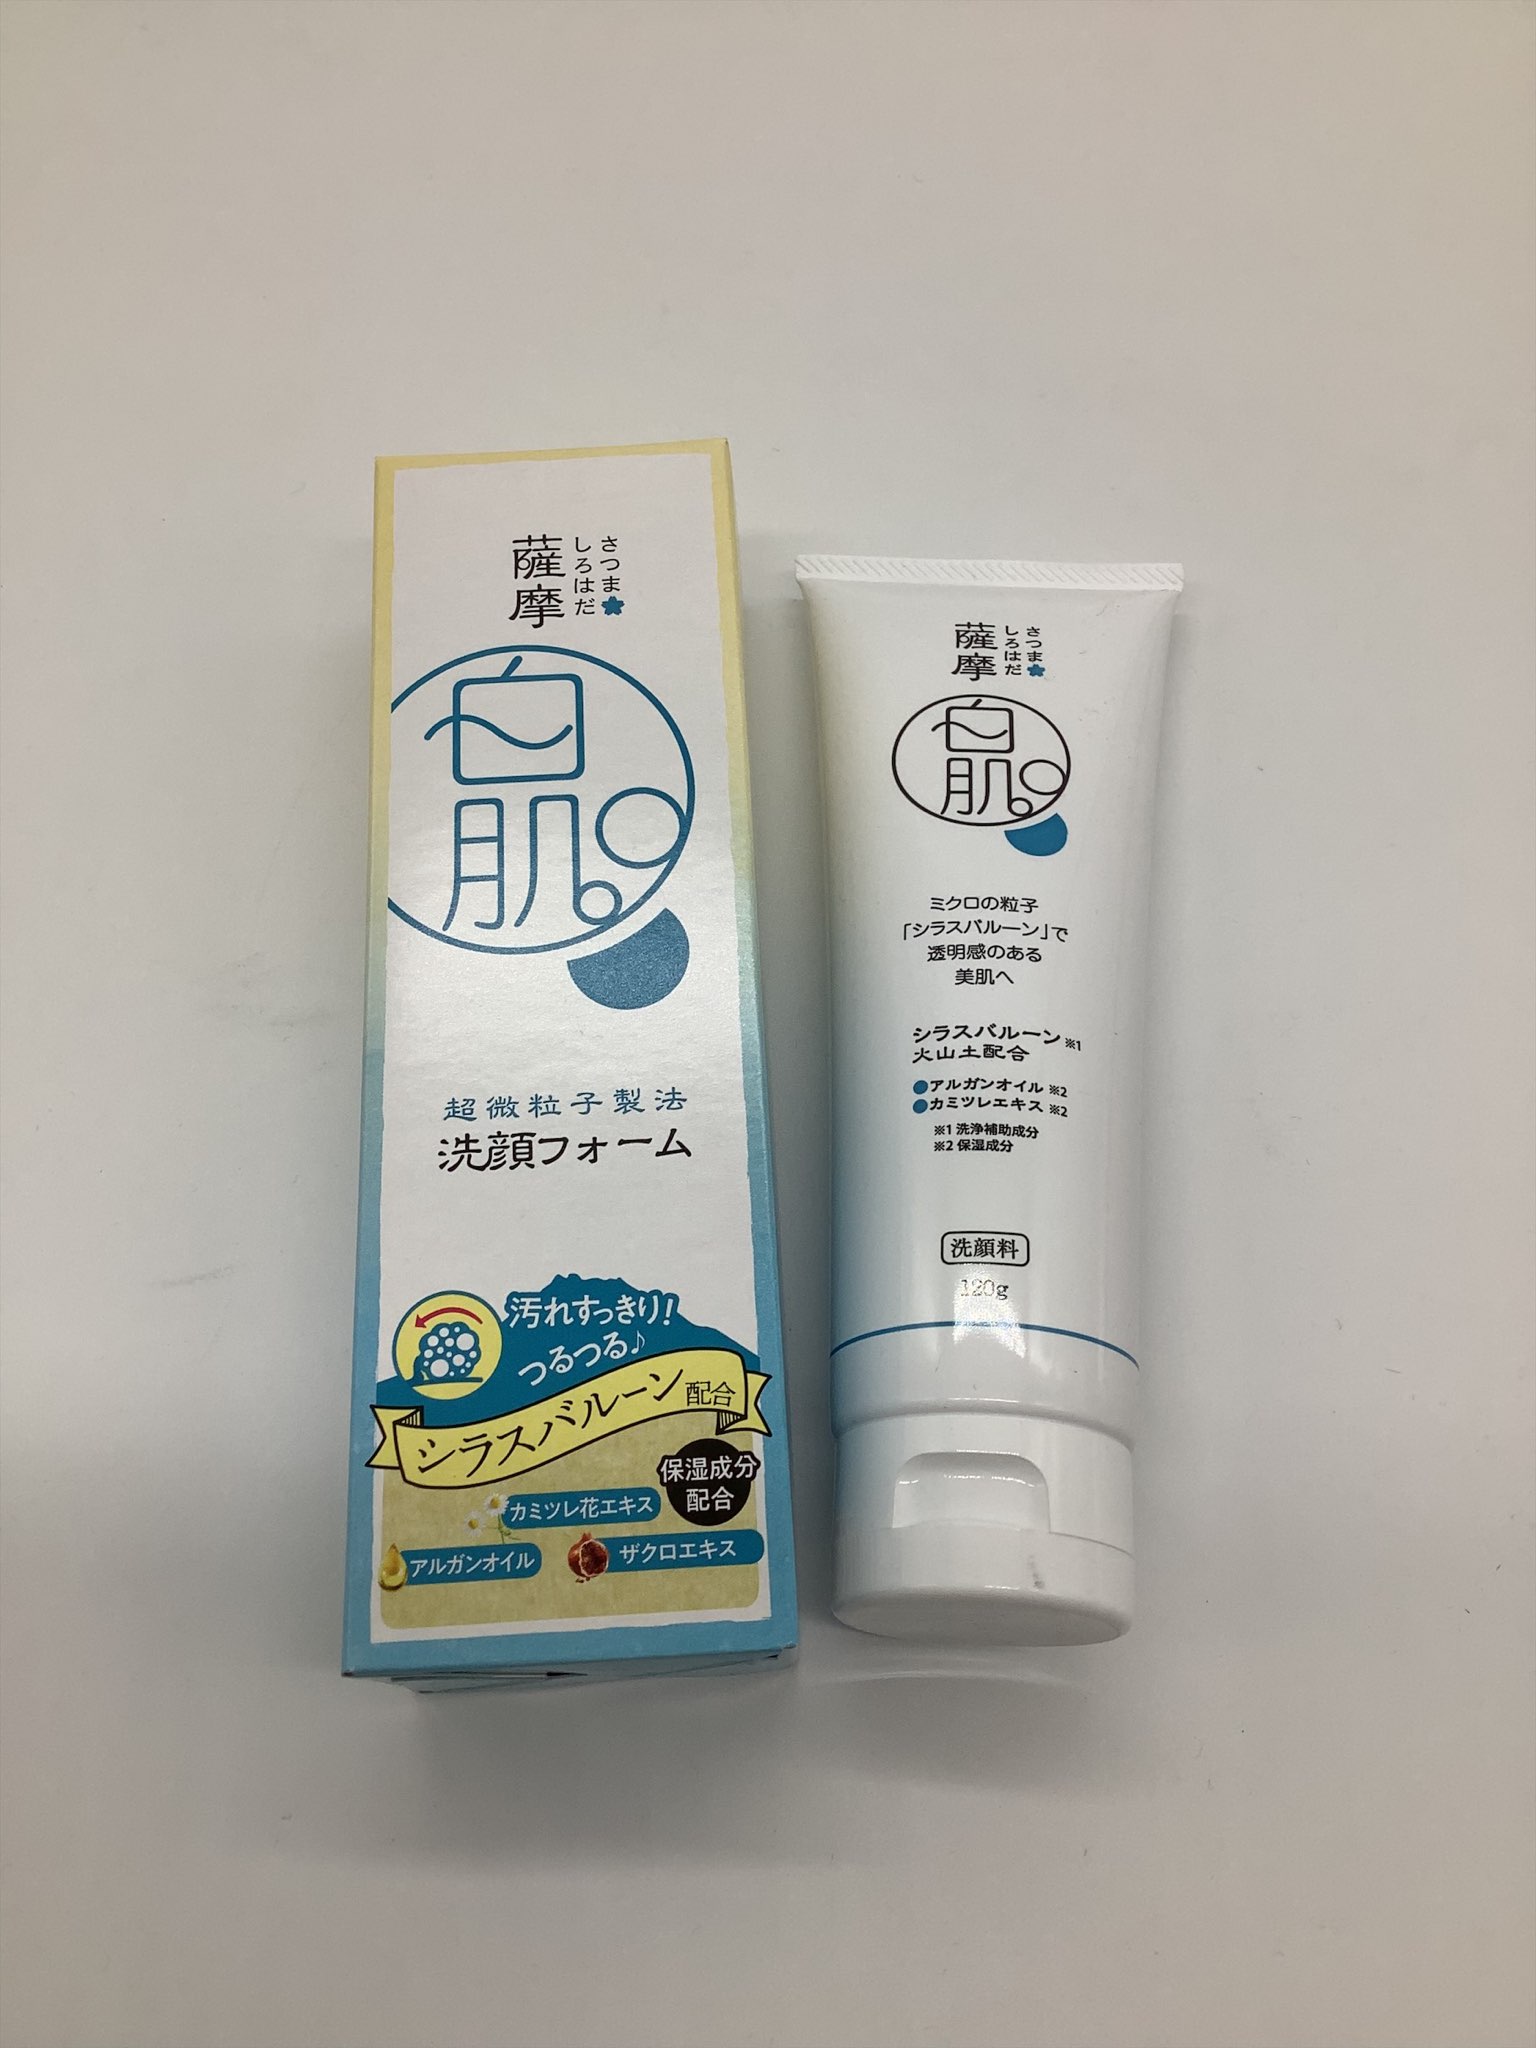 さつま
しろはだ
薩摩
白肌
超微粒子製法
洗顔フォーム
汚れすっきり!
つるつる♪
シラスバルーン配合
保湿成分
配合
カミツレ花エキス
アルガンオイル
ザクロエキス
さつま
しろはだ
薩摩
白肌
ミクロの粒子
「シラスバルーン」で
透明感のある
美肌へ
シラスバルーン※1
火山土配合
●アルガンオイル※2
●カミツレエキス※2
※1 洗浄補助成分
※2 保湿成分
洗顔料
120g